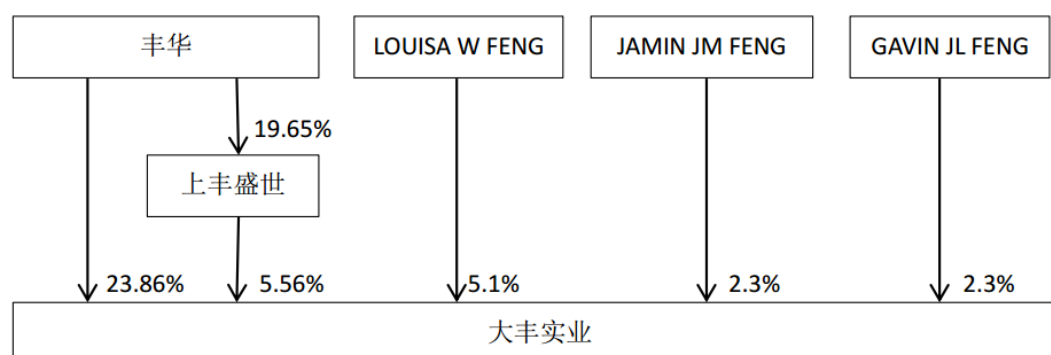 丰华
LOUISA W FENG
JAMIN JM FENG
GAVIN JL FENG
19.65%
上丰盛世
23.86%
5.56%
5.1%
2.3%
2.3%
大丰实业